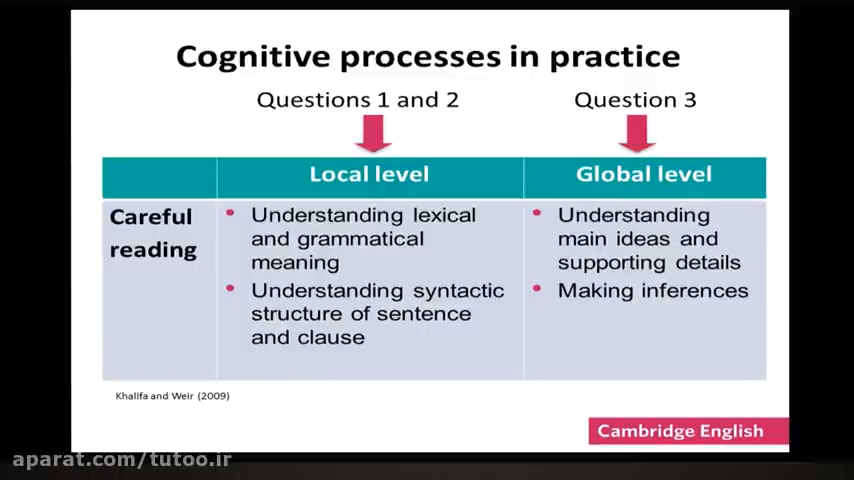 Cognitive processes in practice
Questions 1 and 2
Question 3
Local level
Global level
Careful
reading
• Understanding lexical
and grammatical
meaning
• Understanding syntactic
structure of sentence
and clause
• Understanding
main ideas and
supporting details
• Making inferences
Khalifa and Weir (2009)
Cambridge English
aparat.com/tutoo.ir